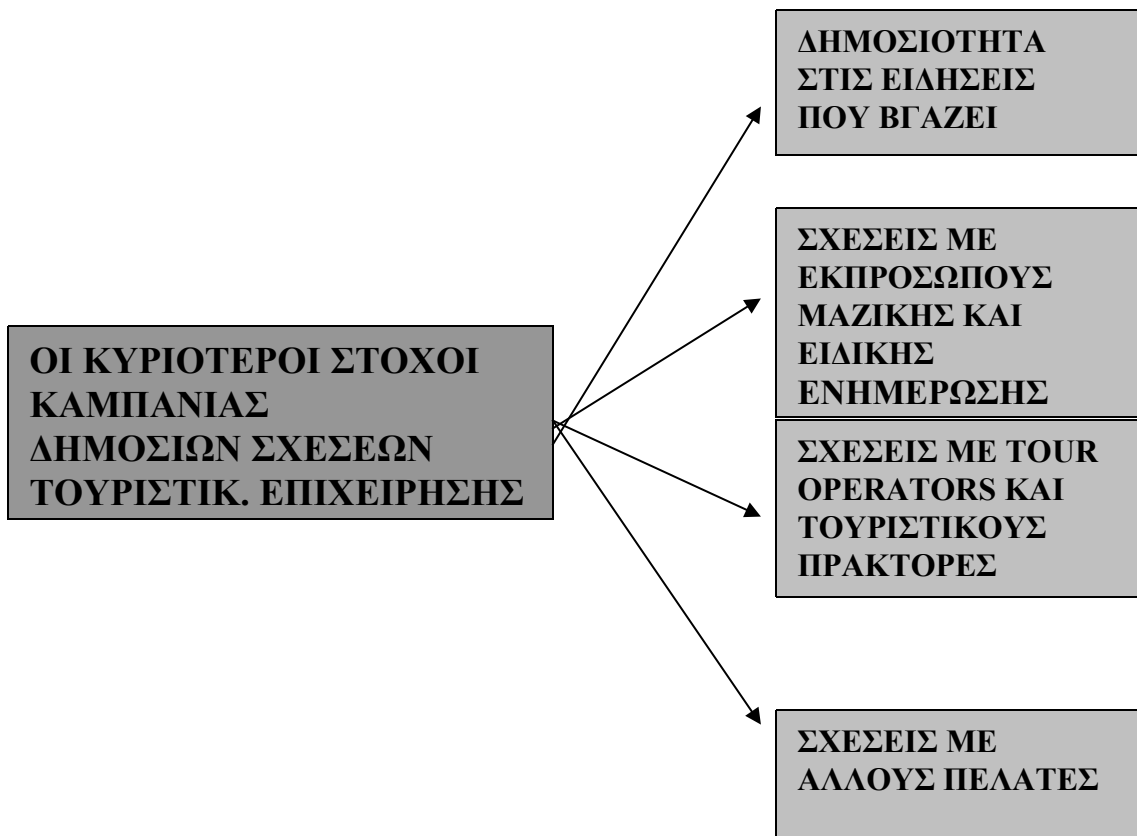 ΔΗΜΟΣΙΟΤΗΤΑ
ΣΤΙΣ ΕΙΔΗΣΕΙΣ
ΠΟΥ ΒΓΑΖΕΙ
ΣΧΕΣΕΙΣ ΜΕ
ΕΚΠΡΟΣΩΠΟΥΣ
ΜΑΖΙΚΗΣ ΚΑΙ
ΕΙΔΙΚΗΣ
ΕΝΗΜΕΡΩΣΗΣ
ΟΙ ΚΥΡΙΟΤΕΡΟΙ ΣΤΟΧΟΙ
ΚΑΜΠΑΝΙΑΣ
ΔΗΜΟΣΙΩΝ ΣΧΕΣΕΩΝ
ΤΟΥΡΙΣΤΙΚ. ΕΠΙΧΕΙΡΗΣΗΣ
ΣΧΕΣΕΙΣ ΜΕ TOUR
OPERATORS ΚΑΙ
ΤΟΥΡΙΣΤΙΚΟΥΣ
ΠΡΑΚΤΟΡΕΣ
ΣΧΕΣΕΙΣ ΜΕ
ΑΛΛΟΥΣ ΠΕΛΑΤΕΣ